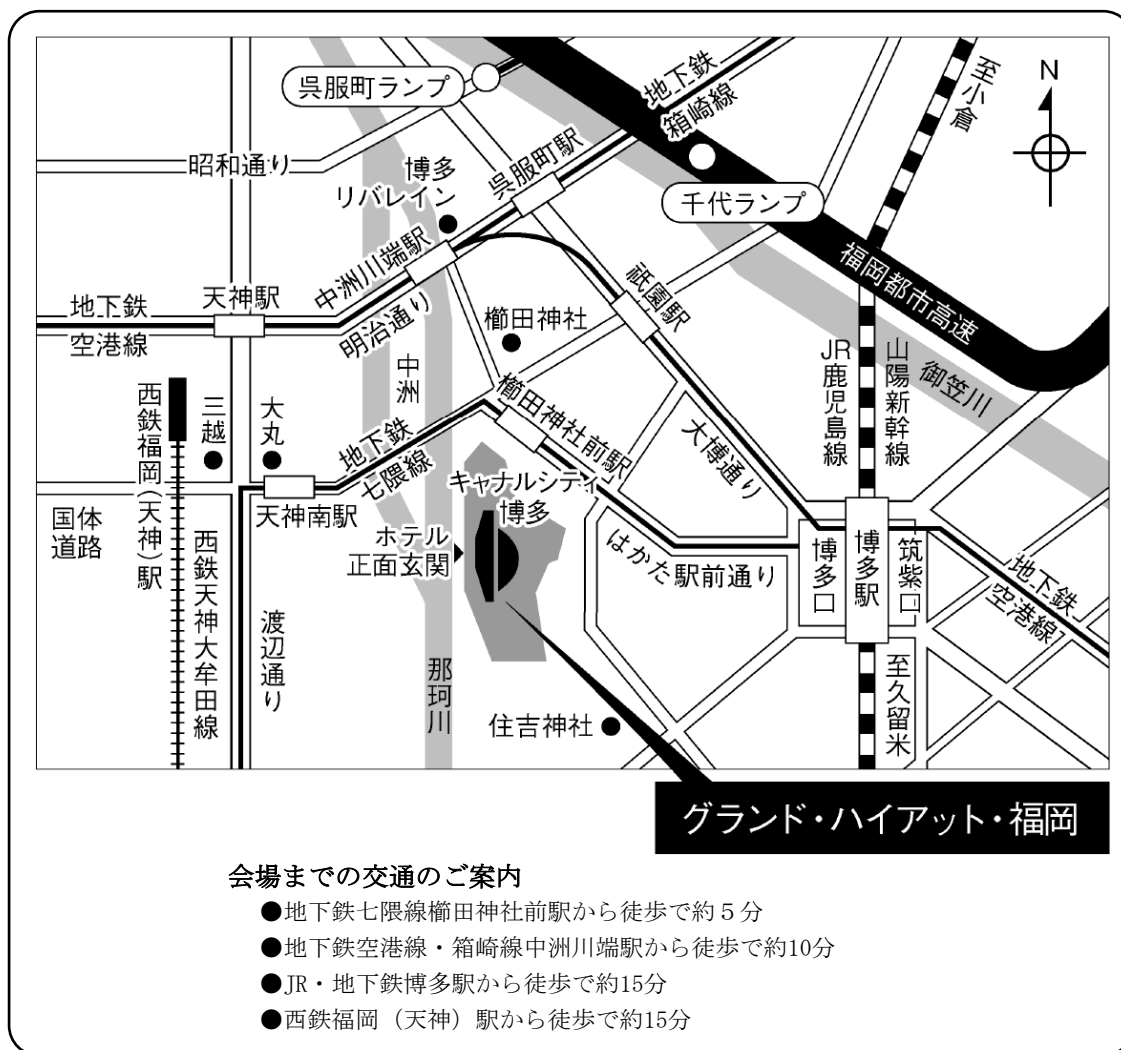 呉服町ランプ
地下鉄
箱崎線
至小倉
N
昭和通り
博多
リバレイン
呉服町駅
千代ランプ
中洲川端駅
福岡都市高速
地下鉄
空港線
天神駅
明治通り
櫛田神社
祇園駅
中洲
JR鹿児島線
山陽新幹線
御笠川
西鉄福岡(天神)駅
三越
大丸
地下鉄
七隈線
櫛田神社前駅
大博通り
キャナルシティ
博多
国体
道路
天神南駅
ホテル
正面玄関
はかた駅前通り
博多口
博多駅
筑紫口
地下鉄
空港線
西鉄天神大牟田線
渡辺通り
那珂川
住吉神社
至久留米
グランド・ハイアット・福岡
会場までの交通のご案内
●地下鉄七隈線櫛田神社前駅から徒歩で約５分
●地下鉄空港線・箱崎線中洲川端駅から徒歩で約10分
●JR・地下鉄博多駅から徒歩で約15分
●西鉄福岡（天神）駅から徒歩で約15分